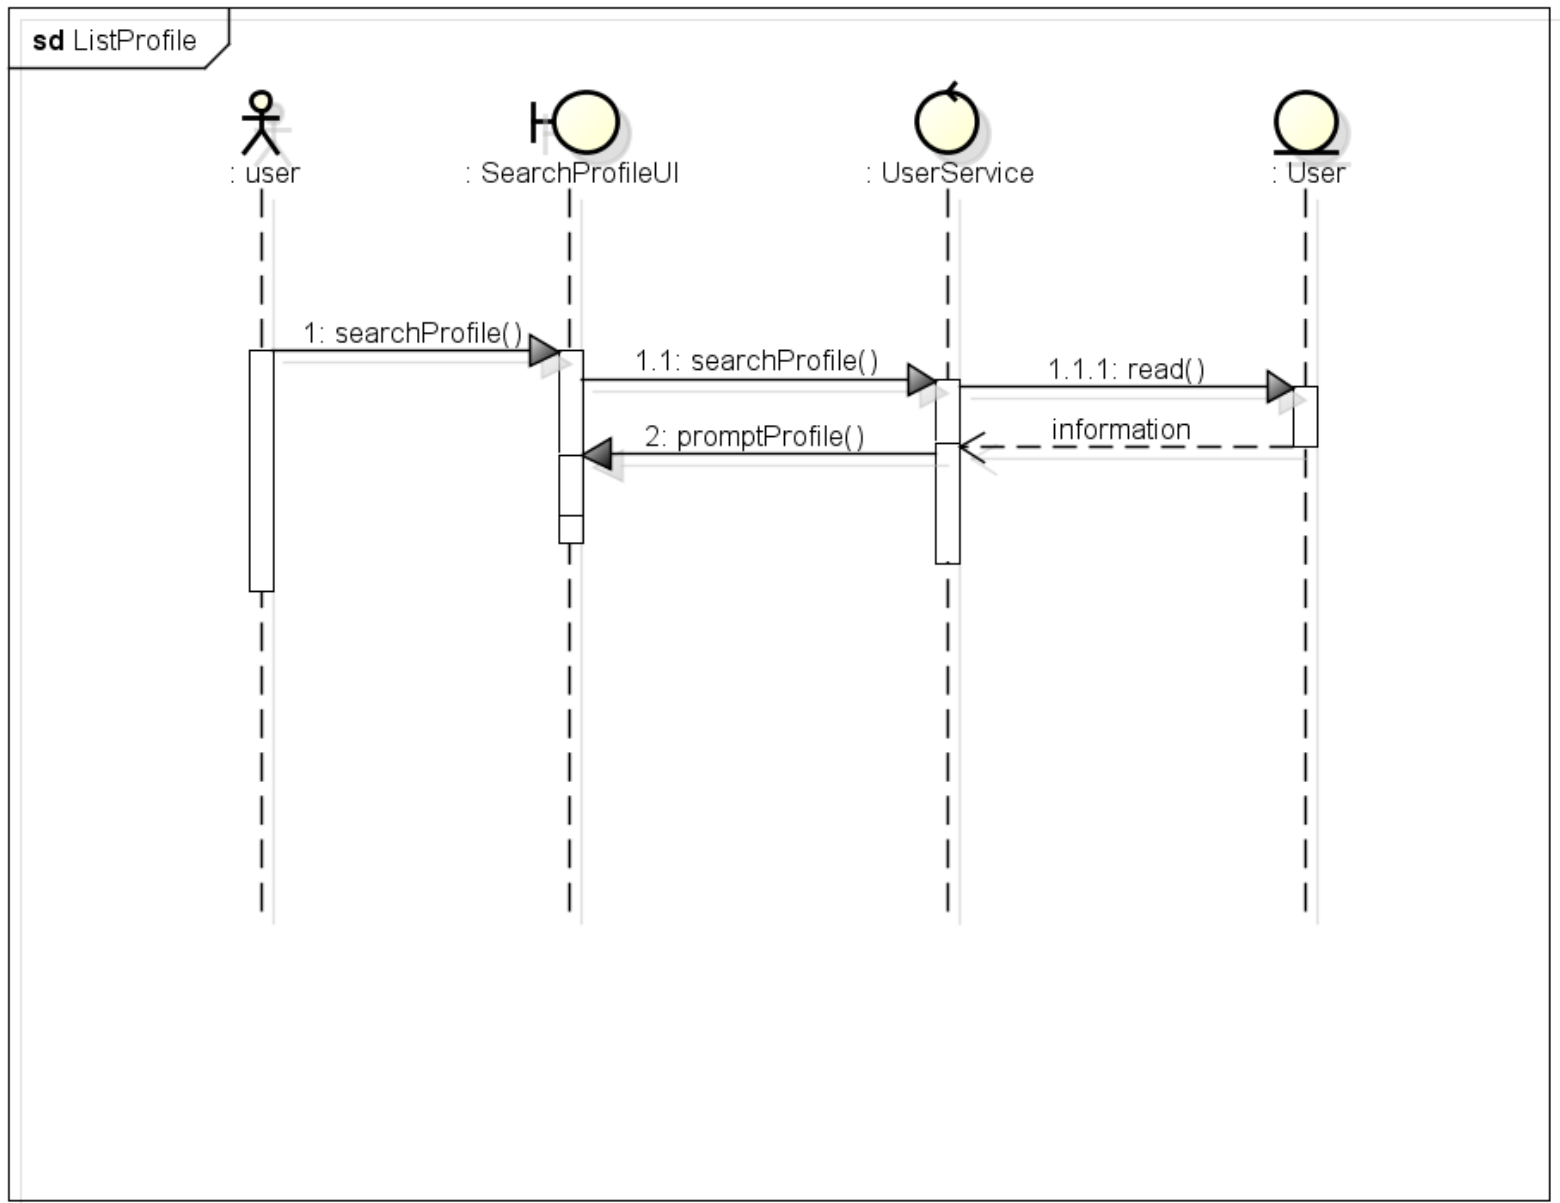 sd ListProfile
: user
: SearchProfileUI
: UserService
: User
1: searchProfile()
1.1: searchProfile()
1.1.1: read()
information
2: promptProfile()